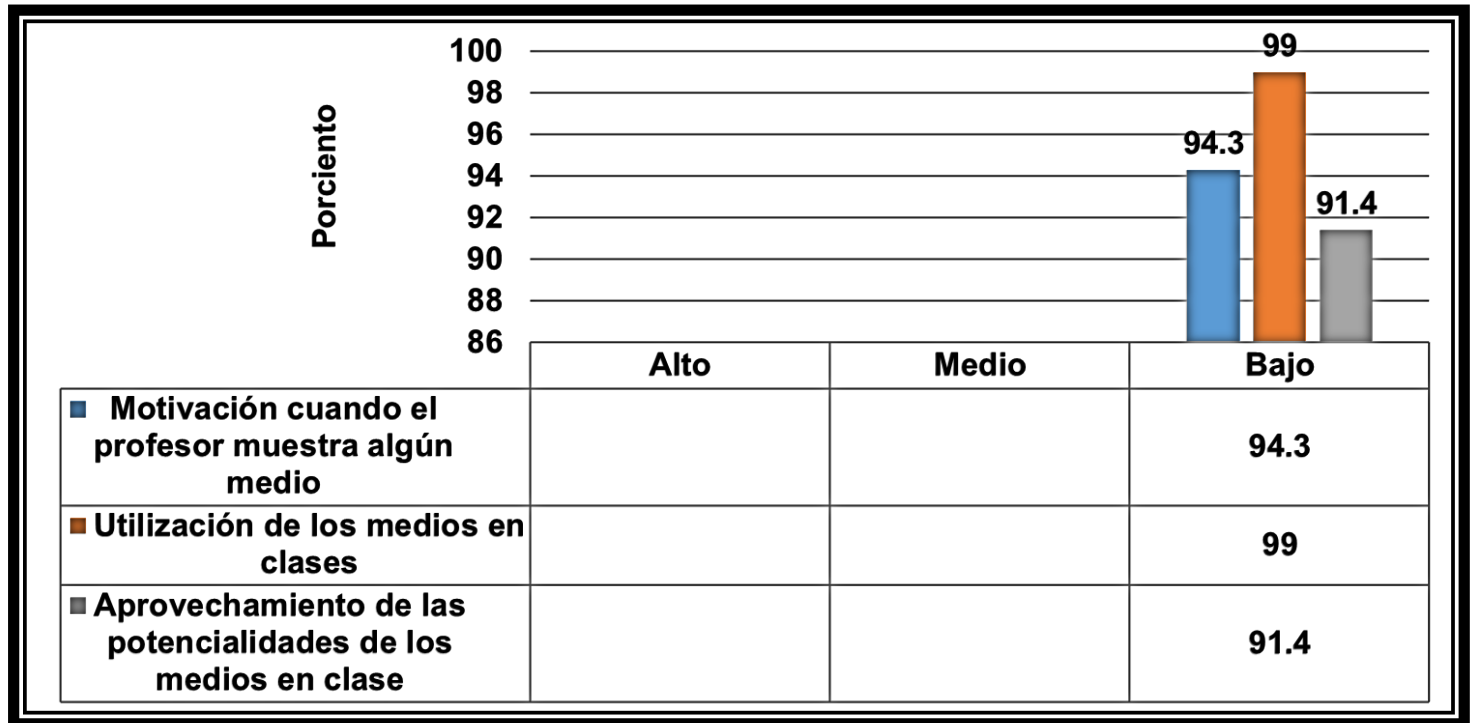 100
98
96
94
92
90
88
86
Porciento
94.3
99
91.4
Alto Medio Bajo
Motivación cuando el
profesor muestra algún
medio
94.3
Utilización de los medios en
clases
99
Aprovechamiento de las
potencialidades de los
medios en clase
91.4